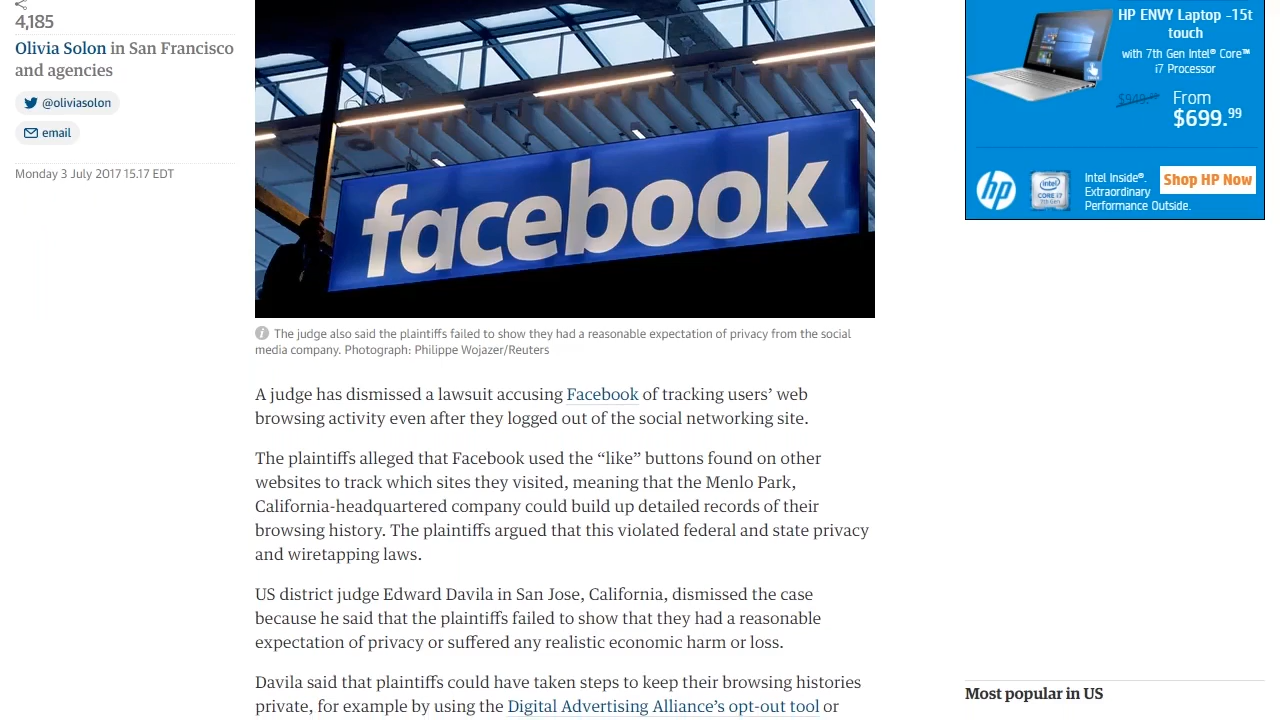 4,185
Olivia Solon in San Francisco
and agencies
@oliviasolon
email
Monday 3 July 2017 15.17 EDT
facebook
The judge also said the plaintiffs failed to show they had a reasonable expectation of privacy from the social
media company. Photograph: Philippe Wojazer/Reuters
A judge has dismissed a lawsuit accusing Facebook of tracking users’ web
browsing activity even after they logged out of the social networking site.
The plaintiffs alleged that Facebook used the “like” buttons found on other
websites to track which sites they visited, meaning that the Menlo Park,
California-headquartered company could build up detailed records of their
browsing history. The plaintiffs argued that this violated federal and state privacy
and wiretapping laws.
US district judge Edward Davila in San Jose, California, dismissed the case
because he said that the plaintiffs failed to show that they had a reasonable
expectation of privacy or suffered any realistic economic harm or loss.
Davila said that plaintiffs could have taken steps to keep their browsing histories
private, for example by using the Digital Advertising Alliance’s opt-out tool or
HP ENVY Laptop -15t
touch
with 7th Gen Intel® Core™
i7 Processor
From
$699.99
hp
intel
CORE i7
7th Gen
Intel Inside®.
Extraordinary
Performance Outside.
Shop HP Now
Most popular in US